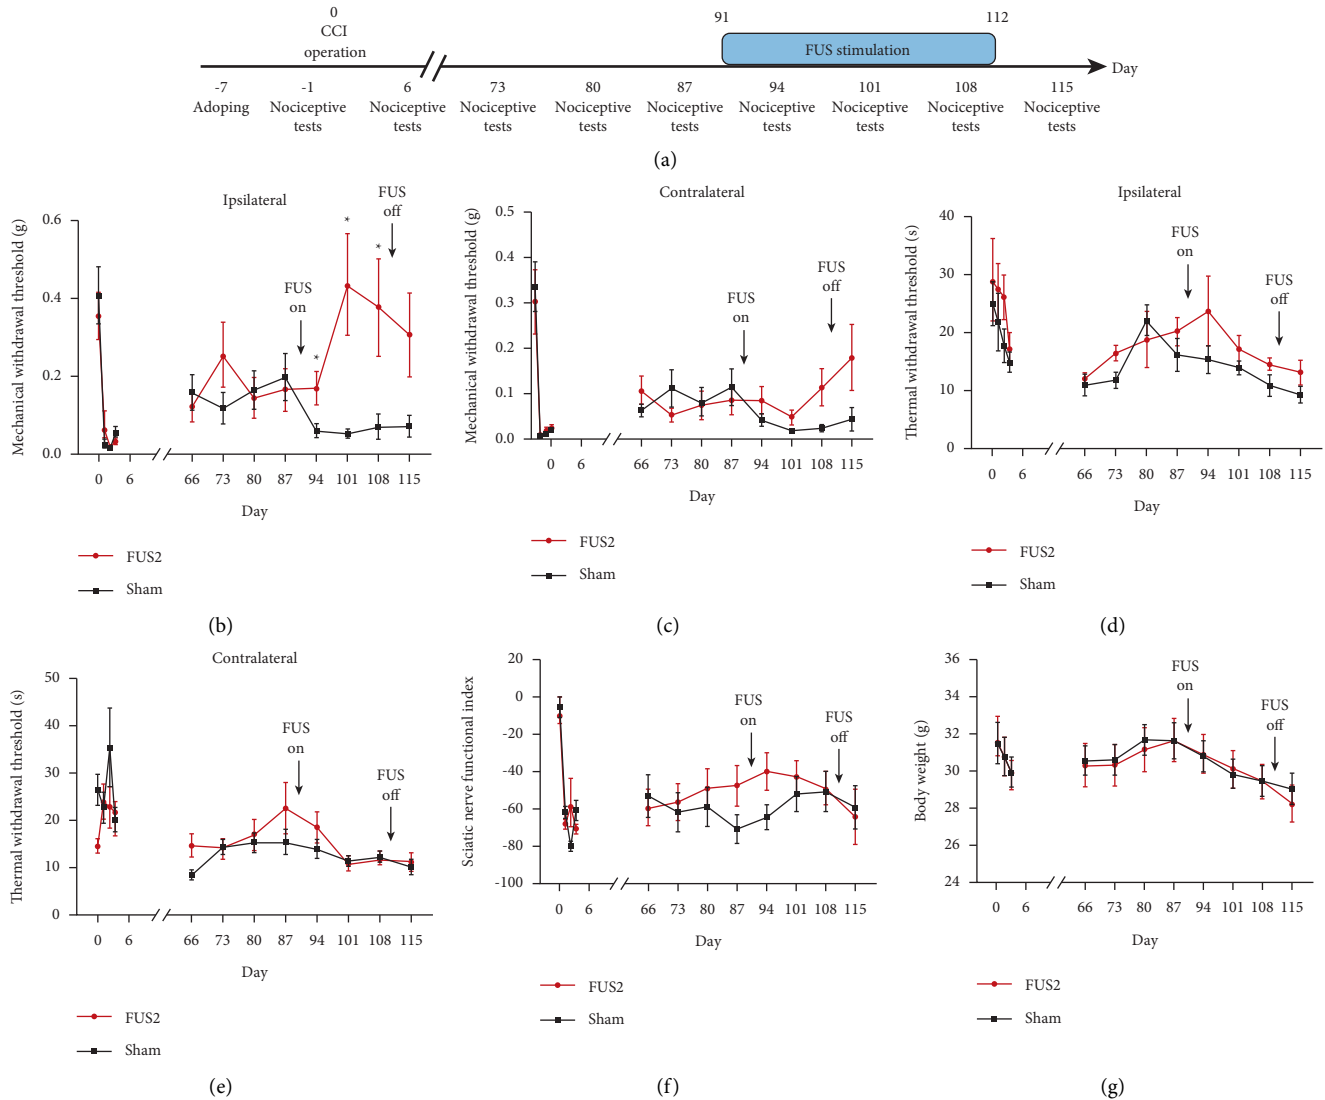 0
CCI
operation
91
112
FUS stimulation
Day
-7
Adoping
-1
Nociceptive
tests
6
Nociceptive
tests
73
Nociceptive
tests
80
Nociceptive
tests
87
Nociceptive
tests
94
Nociceptive
tests
101
Nociceptive
tests
108
Nociceptive
tests
115
Nociceptive
tests
(a)
Ipsilateral
Mechanical withdrawal threshold (g)
0.6
0.4
0.2
0.0
FUS
on
FUS
off
*
*
*
0 6 66 73 80 87 94 101 108 115
Day
FUS2
Sham
(b)
Contralateral
Mechanical withdrawal threshold (g)
0.5
0.4
0.3
0.2
0.1
0.0
FUS
on
FUS
off
0 6 66 73 80 87 94 101 108 115
Day
FUS2
Sham
(c)
Ipsilateral
Thermal withdrawal threshold (s)
40
30
20
10
0
FUS
on
FUS
off
0 6 66 73 80 87 94 101 108 115
Day
FUS2
Sham
(d)
Contralateral
Thermal withdrawal threshold (s)
50
40
30
20
10
0
FUS
on
FUS
off
0 6 66 73 80 87 94 101 108 115
Day
FUS2
Sham
(e)
Sciatic nerve functional index
20
0
-20
-40
-60
-80
-100
FUS
on
FUS
off
0 6 66 73 80 87 94 101 108 115
Day
FUS2
Sham
(f)
Body weight (g)
36
34
32
30
28
26
24
FUS
on
FUS
off
0 6 66 73 80 87 94 101 108 115
Day
FUS2
Sham
(g)